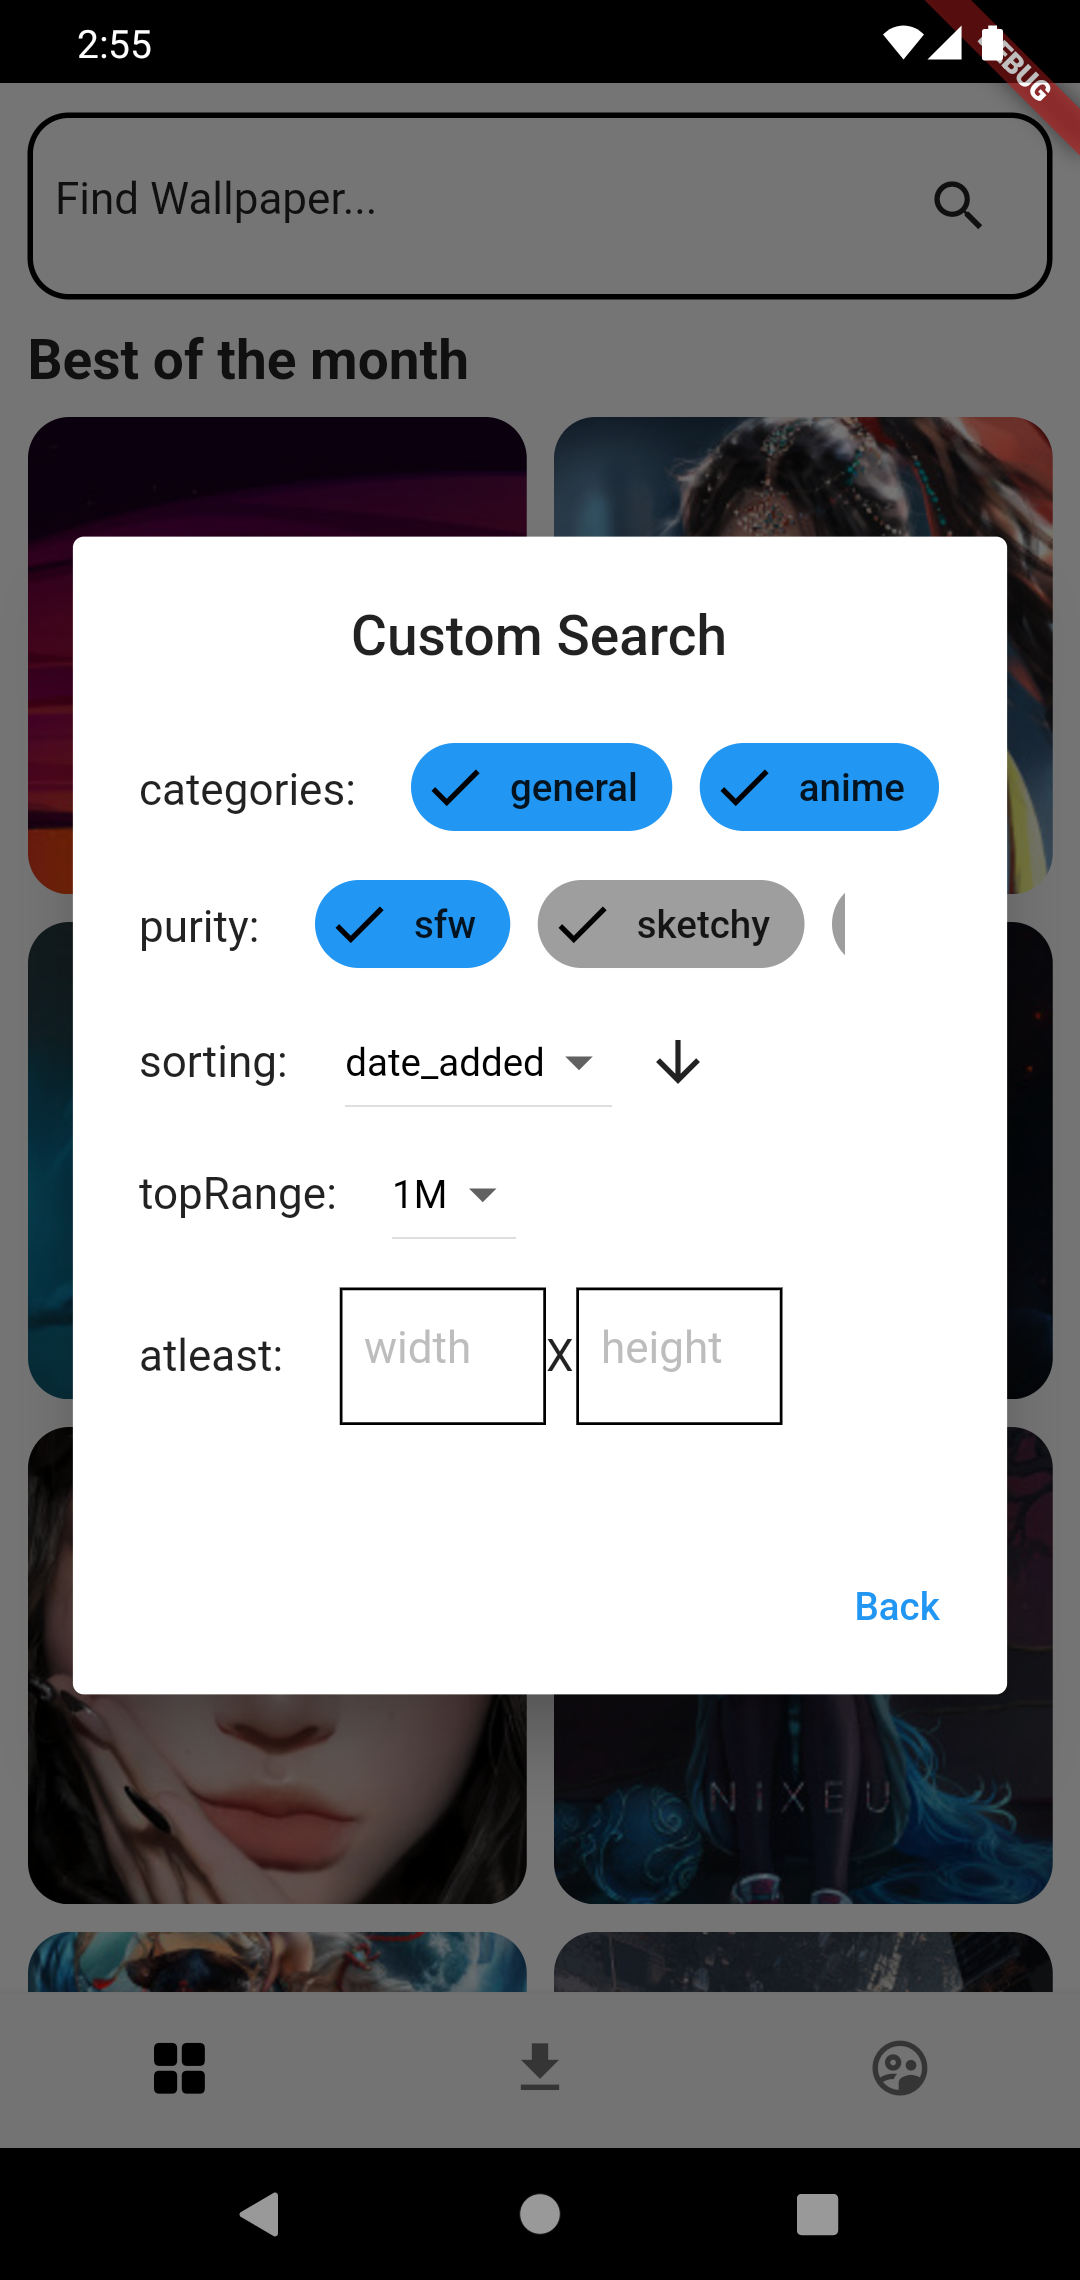 2:55
DEBUG
Find Wallpaper...
Best of the month
Custom Search
categories: general anime
purity: sfw sketchy
sorting: date_added
topRange: 1M
atleast: width X height
Back
NIXEU